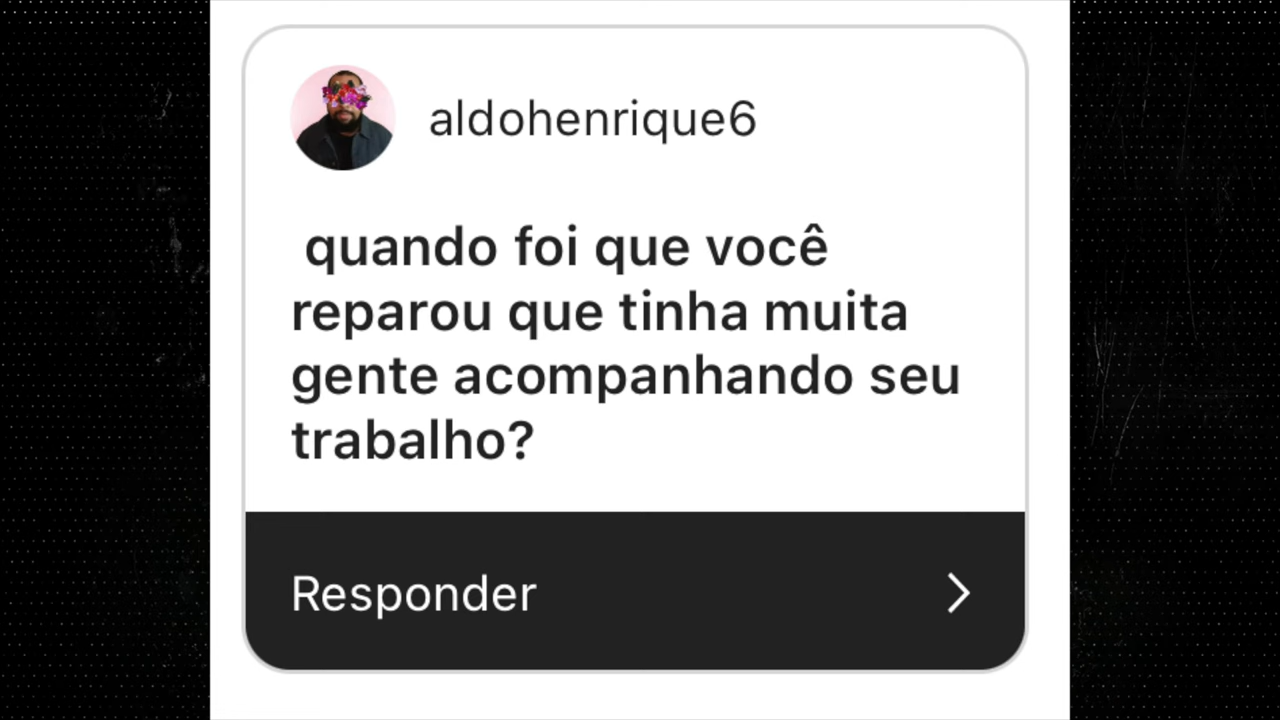 aldohenrique6
quando foi que você
reparou que tinha muita
gente acompanhando seu
trabalho?
Responder